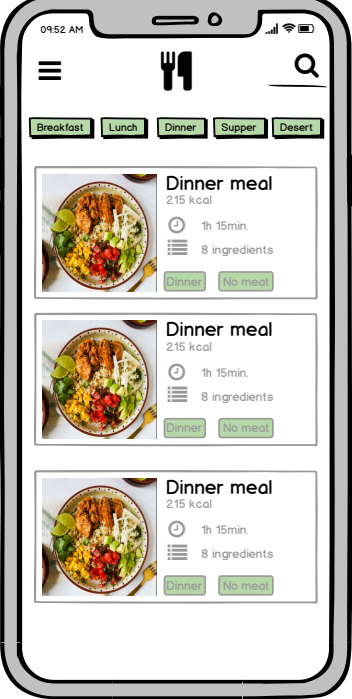 09:52 AM
Breakfast Lunch Dinner Supper Desert
Dinner meal
215 kcal
1h 15min.
8 ingredients
Dinner No meat
Dinner meal
215 kcal
1h 15min.
8 ingredients
Dinner No meat
Dinner meal
215 kcal
1h 15min.
8 ingredients
Dinner No meat